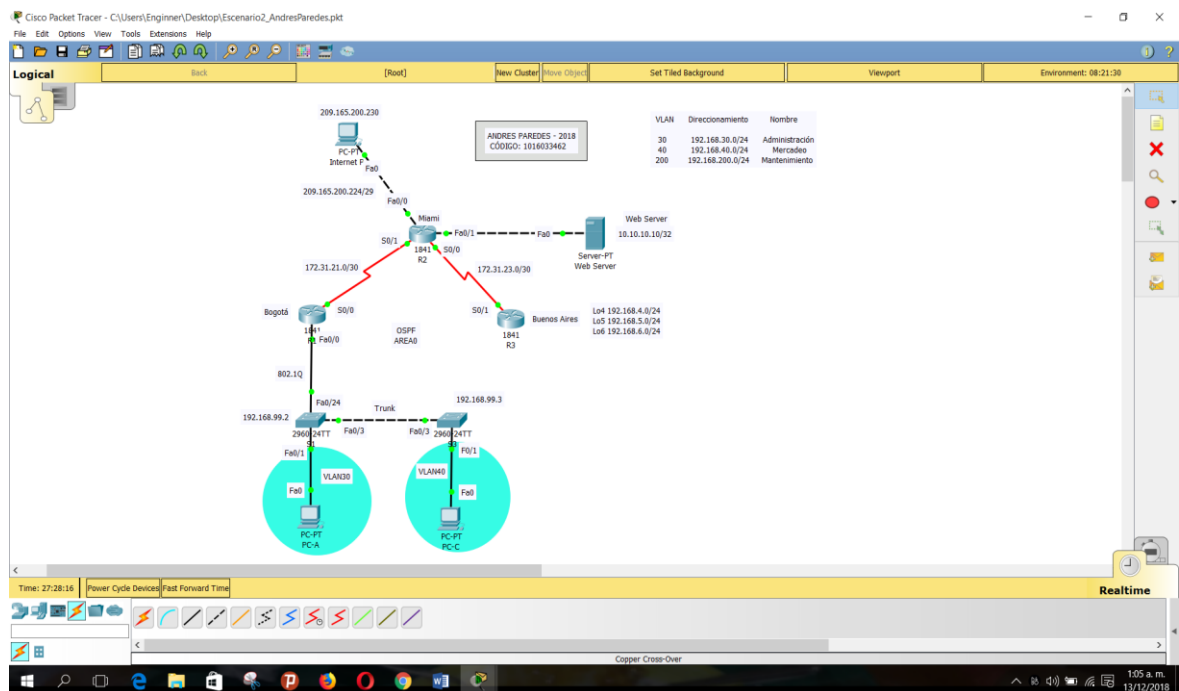 Cisco Packet Tracer - C:\Users\Enginner\Desktop\Escenario2_AndresParedes.pkt
File Edit Options View Tools Extensions Help
Logical
Back
[Root]
New Cluster
Move Object
Set Tiled Background
Viewport
Environment: 08:21:30
209.165.200.230
PC-PT
Internet F
Fa0
209.165.200.224/29
Fa0/0
ANDRES PAREDES - 2018
CÓDIGO: 1016033462
VLAN Direccionamiento Nombre
30 192.168.30.0/24 Administración
40 192.168.40.0/24 Mercadeo
200 192.168.200.0/24 Mantenimiento
Miami
S0/1
1841
R2
S0/0
Fa0/1
Fa0
Web Server
10.10.10.10/32
Server-PT
Web Server
172.31.21.0/30
172.31.23.0/30
Bogotá
S0/0
1841
R1
Fa0/0
OSPF
AREA0
S0/1
Buenos Aires
1841
R3
Lo4 192.168.4.0/24
Lo5 192.168.5.0/24
Lo6 192.168.6.0/24
802.1Q
Fa0/24
Trunk
192.168.99.2
192.168.99.3
2960-24TT
S1
Fa0/3
Fa0/3
2960-24TT
S3
Fa0/1
F0/1
VLAN30
VLAN40
Fa0
Fa0
PC-PT
PC-A
PC-PT
PC-C
Time: 27:28:16
Power Cycle Devices
Fast Forward Time
Realtime
Copper Cross-Over
1:05 a. m.
13/12/2018